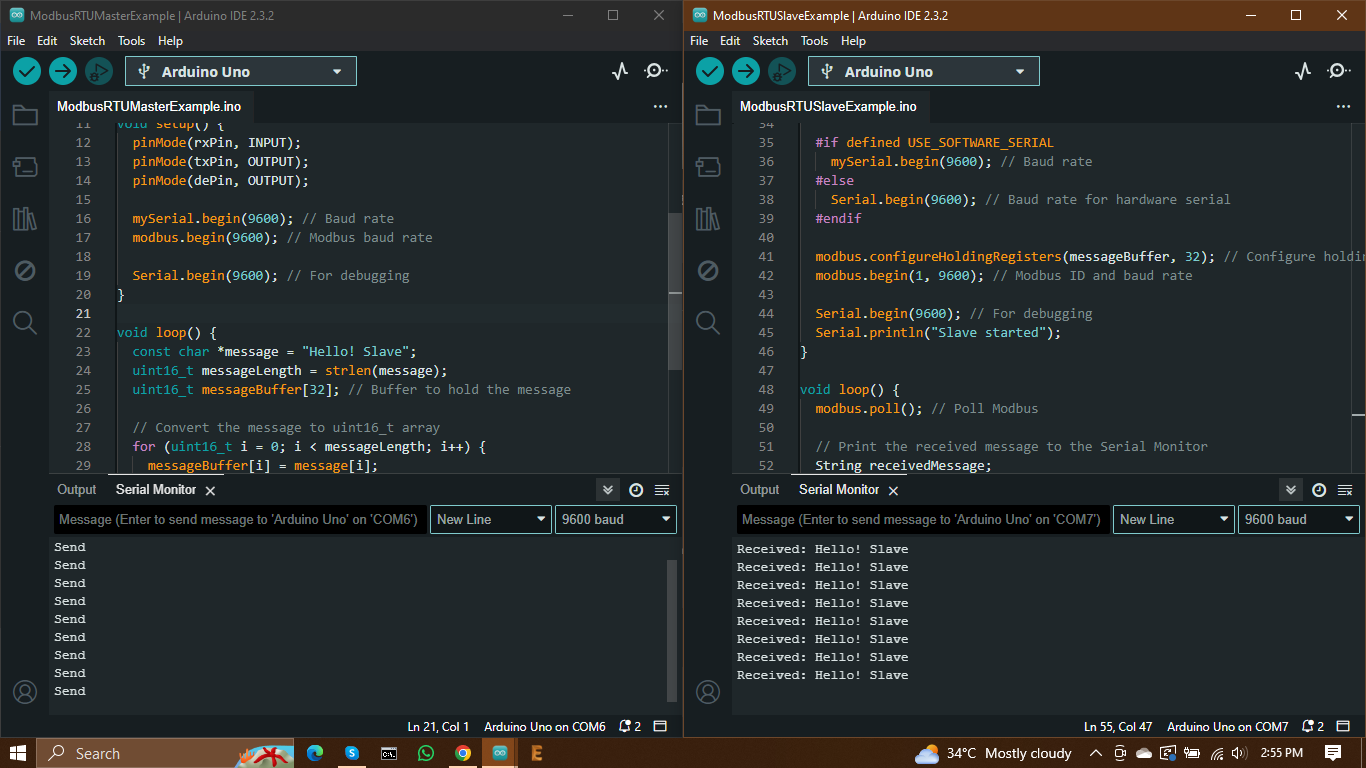 ModbusRTUMasterExample | Arduino IDE 2.3.2
File Edit Sketch Tools Help
Arduino Uno
ModbusRTUMasterExample.ino
11 void setup() {
12 pinMode(rxPin, INPUT);
13 pinMode(txPin, OUTPUT);
14 pinMode(dePin, OUTPUT);
15
16 mySerial.begin(9600); // Baud rate
17 modbus.begin(9600); // Modbus baud rate
18
19 Serial.begin(9600); // For debugging
20 }
21
22 void loop() {
23 const char *message = "Hello! Slave";
24 uint16_t messageLength = strlen(message);
25 uint16_t messageBuffer[32]; // Buffer to hold the message
26
27 // Convert the message to uint16_t array
28 for (uint16_t i = 0; i < messageLength; i++) {
29 messageBuffer[i] = message[i];
Output Serial Monitor
Message (Enter to send message to 'Arduino Uno' on 'COM6') New Line 9600 baud
Send
Send
Send
Send
Send
Send
Send
Send
Send
Ln 21, Col 1 Arduino Uno on COM6 2
ModbusRTUSlaveExample | Arduino IDE 2.3.2
File Edit Sketch Tools Help
Arduino Uno
ModbusRTUSlaveExample.ino
34
35 #if defined USE_SOFTWARE_SERIAL
36 mySerial.begin(9600); // Baud rate
37 #else
38 Serial.begin(9600); // Baud rate for hardware serial
39 #endif
40
41 modbus.configureHoldingRegisters(messageBuffer, 32); // Configure holdin
42 modbus.begin(1, 9600); // Modbus ID and baud rate
43
44 Serial.begin(9600); // For debugging
45 Serial.println("Slave started");
46 }
47
48 void loop() {
49 modbus.poll(); // Poll Modbus
50
51 // Print the received message to the Serial Monitor
52 String receivedMessage;
Output Serial Monitor
Message (Enter to send message to 'Arduino Uno' on 'COM7') New Line 9600 baud
Received: Hello! Slave
Received: Hello! Slave
Received: Hello! Slave
Received: Hello! Slave
Received: Hello! Slave
Received: Hello! Slave
Received: Hello! Slave
Received: Hello! Slave
Ln 55, Col 47 Arduino Uno on COM7 2
Search 34°C Mostly cloudy 2:55 PM